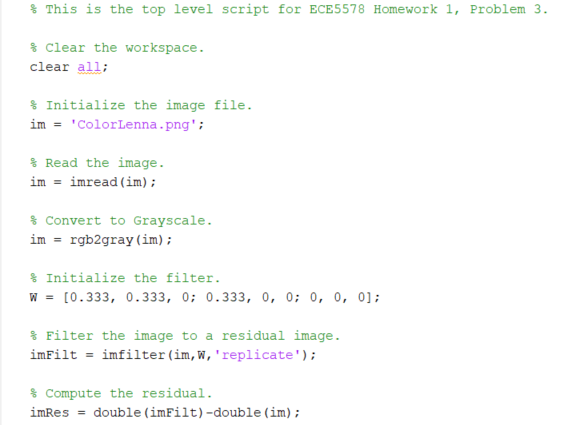 % This is the top level script for ECE5578 Homework 1, Problem 3.
% Clear the workspace.
clear all;
% Initialize the image file.
im = 'ColorLenna.png';
% Read the image.
im = imread(im);
% Convert to Grayscale.
im = rgb2gray(im);
% Initialize the filter.
W = [0.333, 0.333, 0; 0.333, 0, 0; 0, 0, 0];
% Filter the image to a residual image.
imFilt = imfilter(im,W,'replicate');
% Compute the residual.
imRes = double(imFilt)-double(im);